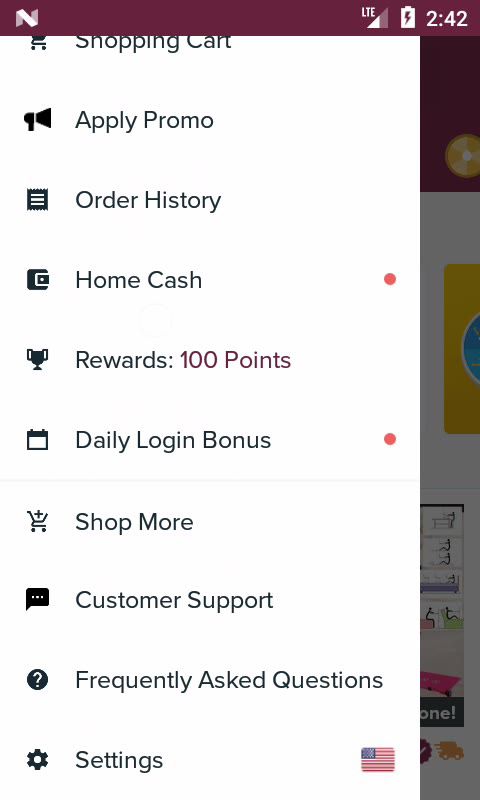 LTE 2:42
Shopping Cart
Apply Promo
Order History
Home Cash
Rewards: 100 Points
Daily Login Bonus
Shop More
Customer Support
Frequently Asked Questions
one!
Settings